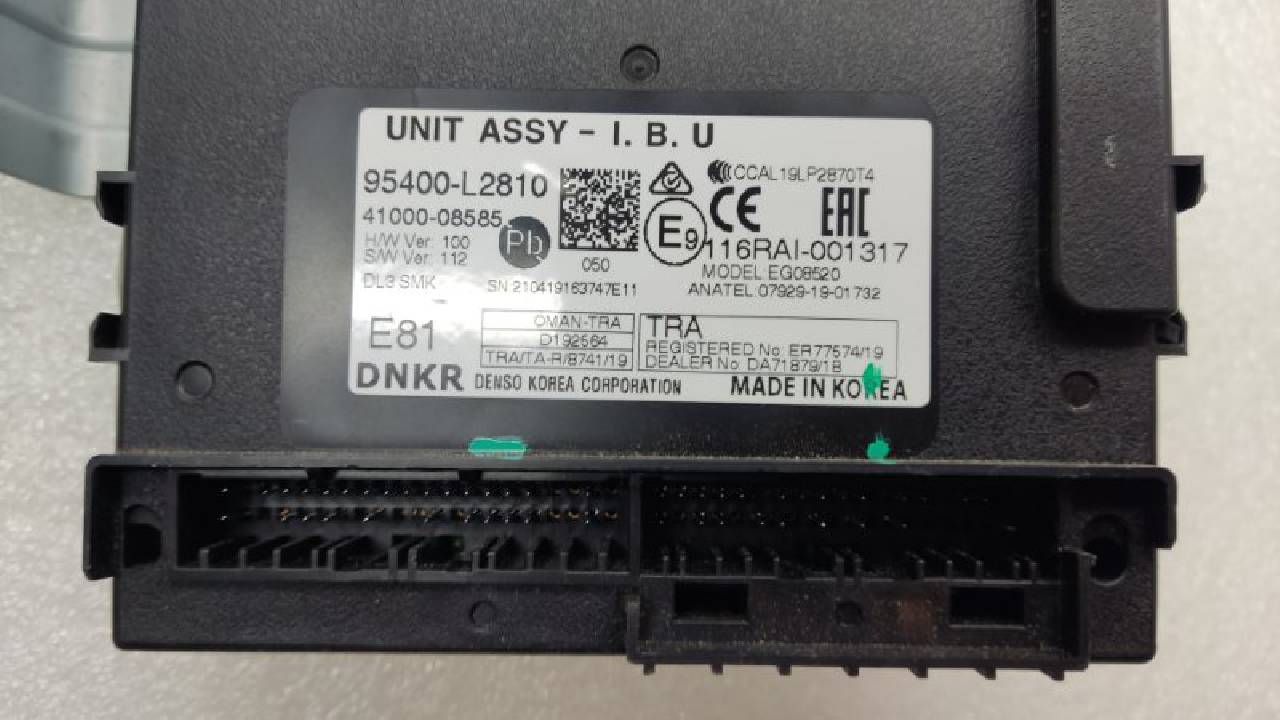 UNIT ASSY - I. B. U
95400-L2810
CCAL19LP2870T4
41000-08585
Pb
CE
EAC
H/W Ver: 100
S/W Ver: 112
050
E9
116RAI-001317
MODEL:EG08520
DL3 SMK
SN 210419163747E11
ANATEL 07929-19-01732
E81
OMAN-TRA
D192564
TRA/TA-R/8741/19
TRA
REGISTERED No: ER77574/19
DEALER No: DA71879/18
DNKR DENSO KOREA CORPORATION
MADE IN KOREA